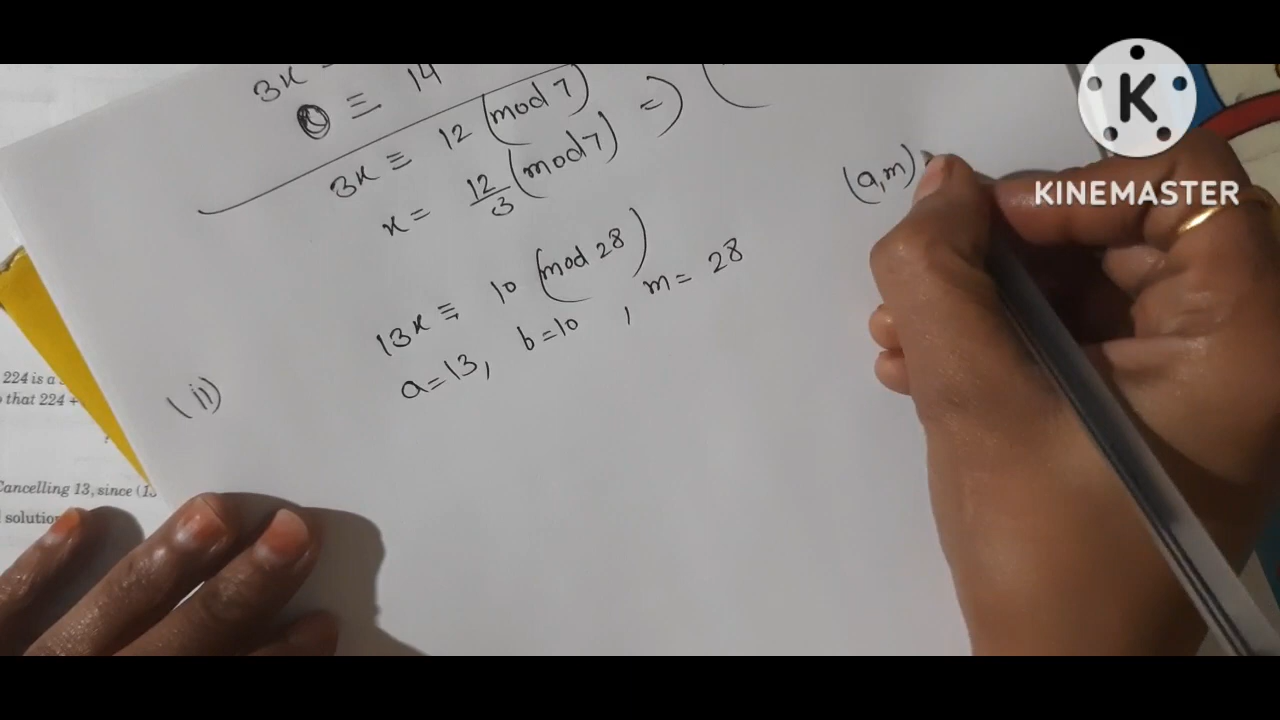 3x
≡ 14
3x ≡ 12 (mod 7)
x = 12/3 (mod 7) =)
(a,m)
13x ≡ 10 (mod 28)
a=13, b=10 , m= 28
(ii)
224 is a
that 224 +
Cancelling 13, since (13
solution
K
KINEMASTER